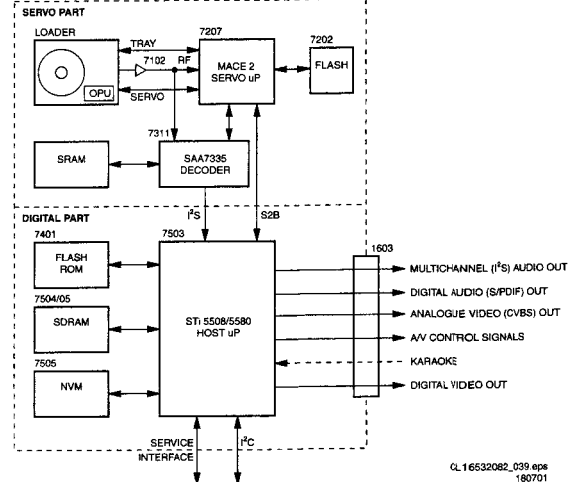 SERVO PART
LOADER
TRAY
7102
RF
OPU
SERVO
7207
MACE 2
SERVO uP
7202
FLASH
7311
SRAM
SAA7335
DECODER
I²S
S2B
DIGITAL PART
7401
FLASH
ROM
7503
1603
7504/05
SDRAM
STi 5508/5580
HOST uP
7505
NVM
MULTICHANNEL (I²S) AUDIO OUT
DIGITAL AUDIO (S/PDIF) OUT
ANALOGUE VIDEO (CVBS) OUT
A/V CONTROL SIGNALS
KARAOKE
DIGITAL VIDEO OUT
SERVICE
INTERFACE
I²C
CL16532082_039.eps
180701